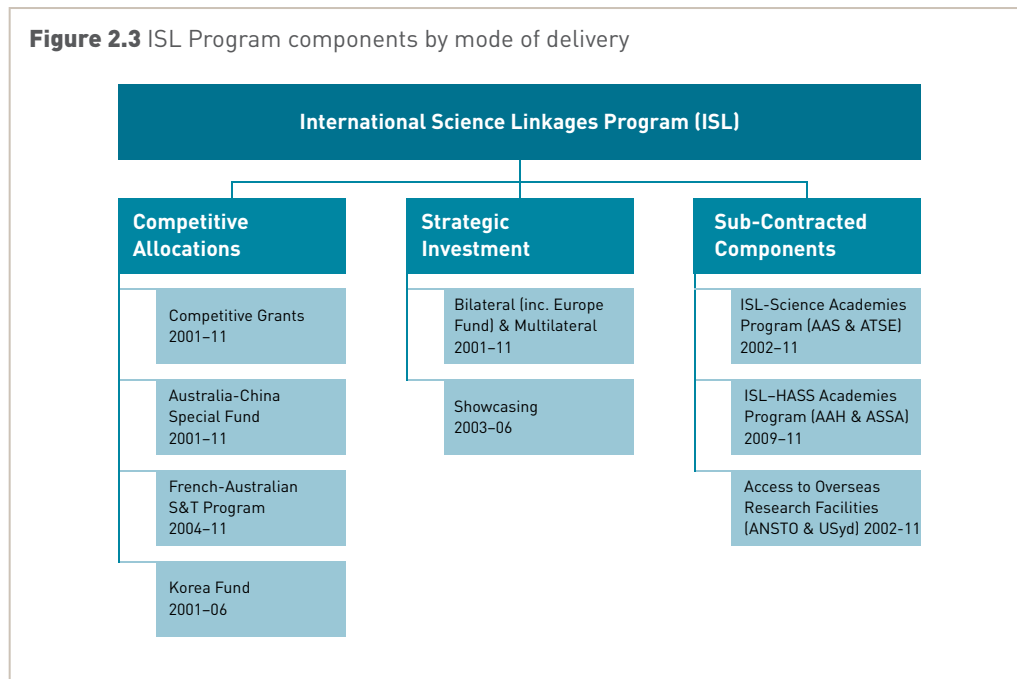 Figure 2.3 ISL Program components by mode of delivery
International Science Linkages Program (ISL)
Competitive
Allocations
Competitive Grants
2001–11
Australia-China
Special Fund
2001–11
French-Australian
S&T Program
2004–11
Korea Fund
2001–06
Strategic
Investment
Bilateral (inc. Europe
Fund) & Multilateral
2001–11
Showcasing
2003–06
Sub-Contracted
Components
ISL-Science Academies
Program (AAS & ATSE)
2002–11
ISL–HASS Academies
Program (AAH & ASSA)
2009–11
Access to Overseas
Research Facilities
(ANSTO & USyd) 2002-11